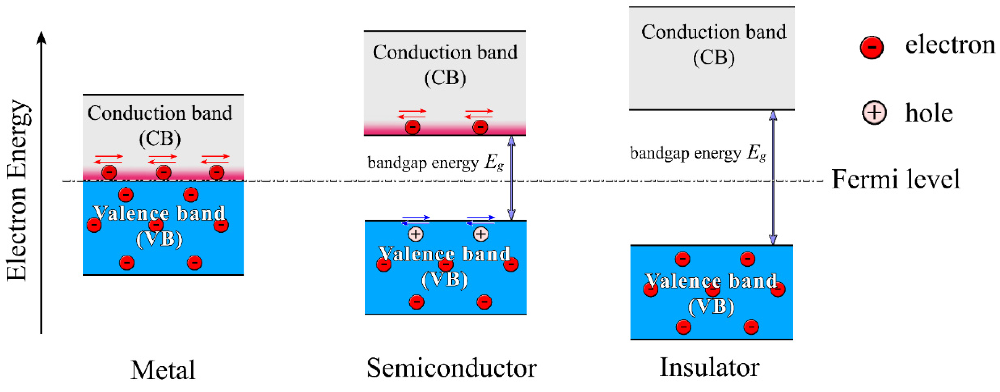 Electron Energy
Conduction band
(CB)
Valence band
(VB)
Metal
Conduction band
(CB)
bandgap energy Eg
Valence band
(VB)
Semiconductor
Conduction band
(CB)
bandgap energy Eg
Valence band
(VB)
Insulator
electron
hole
Fermi level